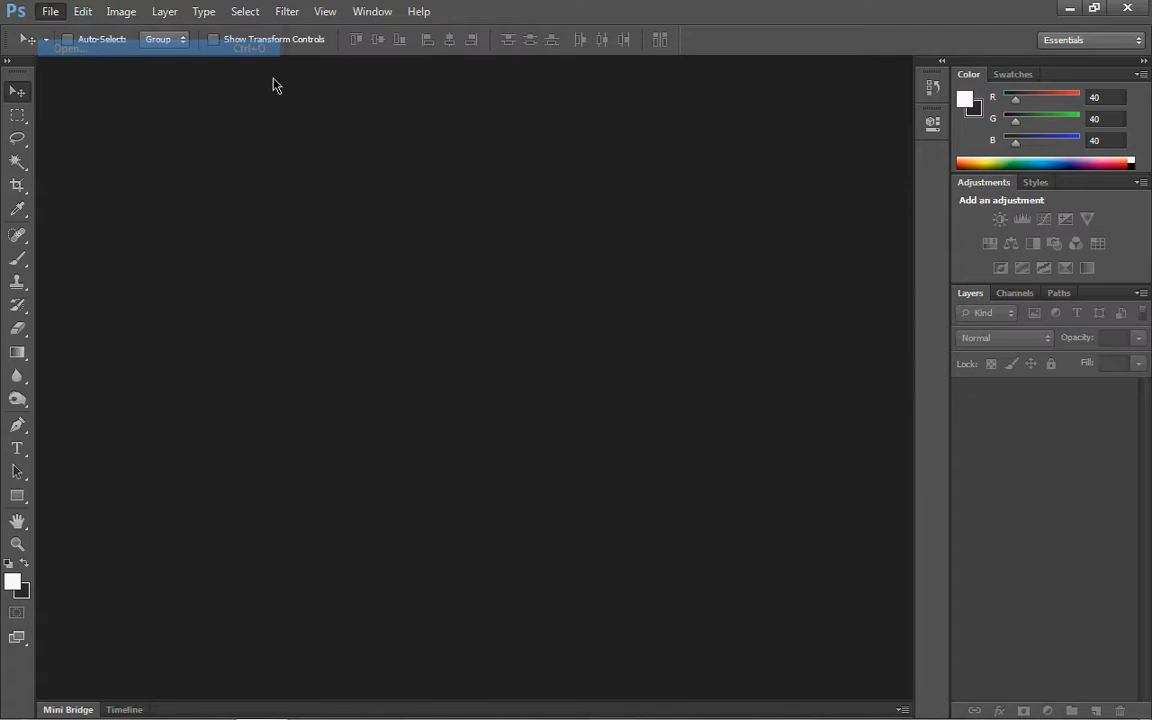 Ps File Edit Image Layer Type Select Filter View Window Help
Auto-Select: Group Show Transform Controls Essentials
Open... Ctrl+O
Color Swatches
R 40
G 40
B 40
Adjustments Styles
Add an adjustment
Layers Channels Paths
Kind
Normal Opacity:
Lock: Fill:
T
Mini Bridge Timeline
fx